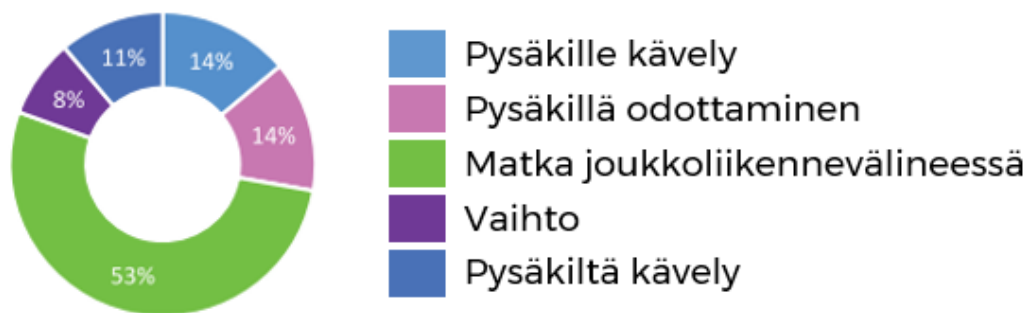 11%
14%
8%
14%
53%
Pysäkille kävely
Pysäkillä odottaminen
Matka joukkoliikennevälineessä
Vaihto
Pysäkiltä kävely